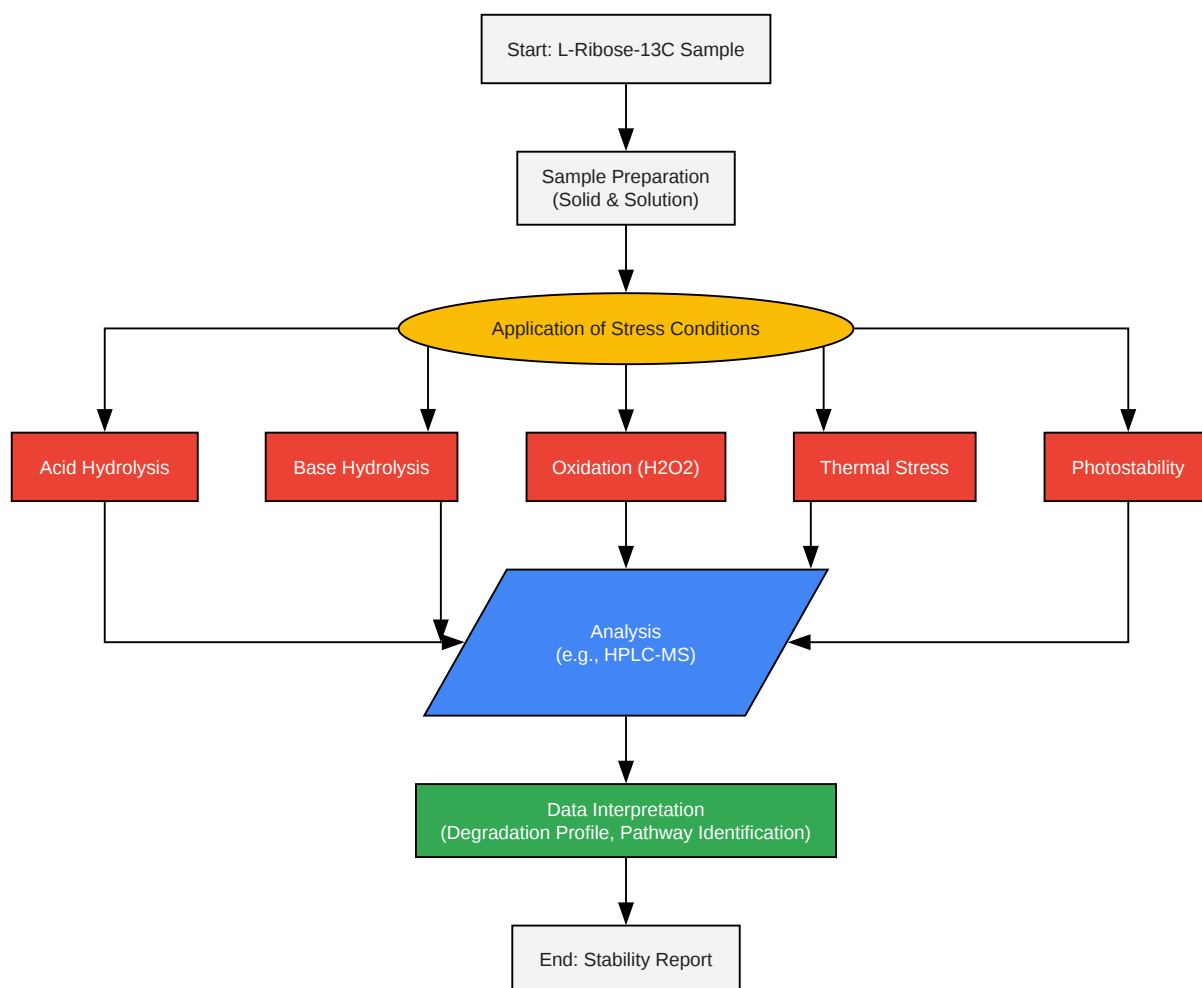 Start: L-Ribose-13C Sample
Sample Preparation
(Solid & Solution)
Application of Stress Conditions
Acid Hydrolysis
Base Hydrolysis
Oxidation (H2O2)
Thermal Stress
Photostability
Analysis
(e.g., HPLC-MS)
Data Interpretation
(Degradation Profile, Pathway Identification)
End: Stability Report